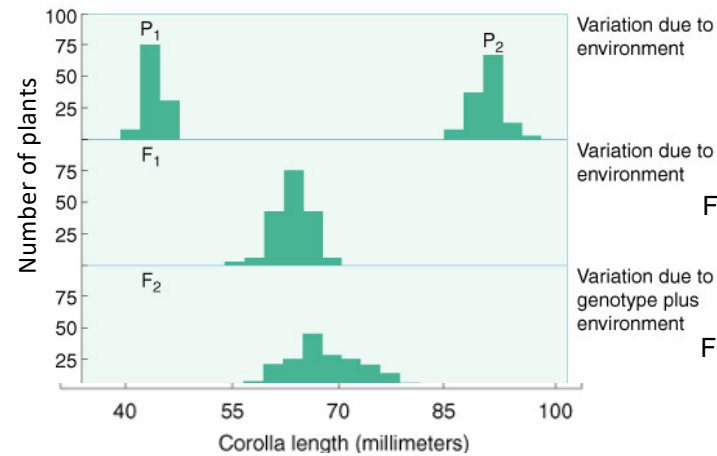 100
75
50
25
P1
P2
Variation due to
environment
75
50
25
F1
Variation due to
environment
F
75
50
25
F2
Variation due to
genotype plus
environment
F
Number of plants
40 55 70 85 100
Corolla length (millimeters)